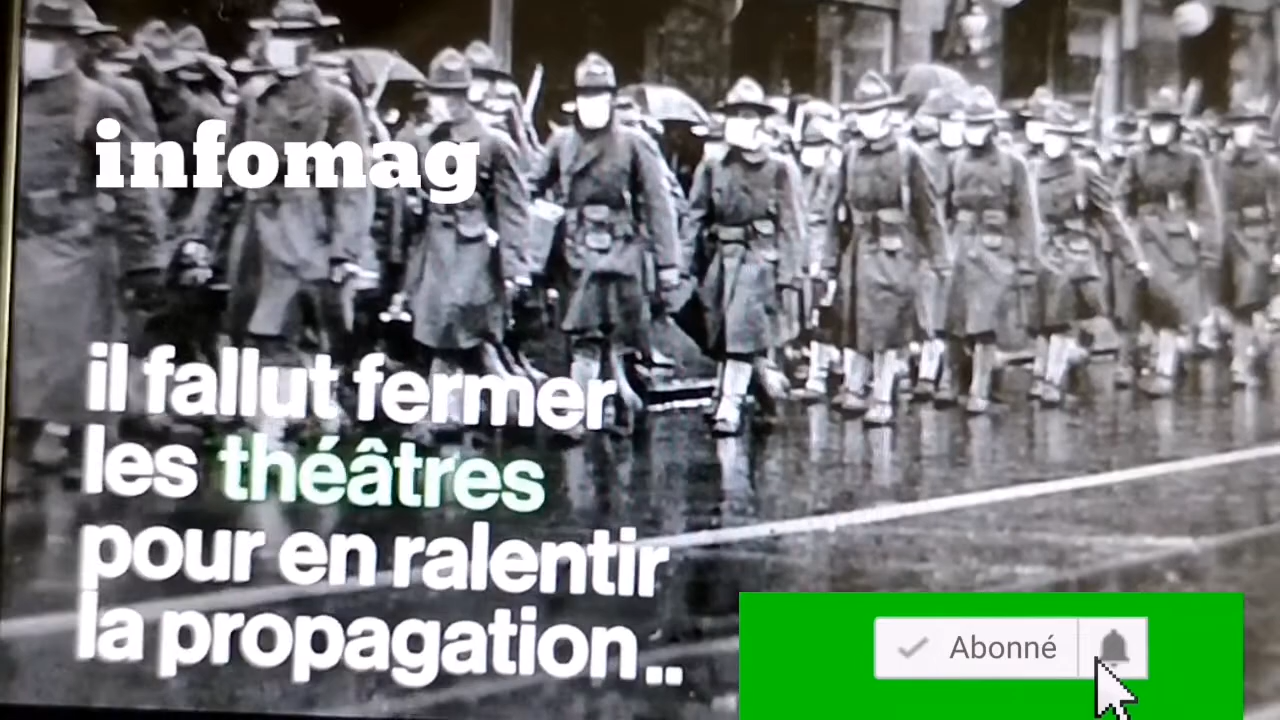 infomag
il fallut fermer
les théâtres
pour en ralentir
la propagation..
Abonné